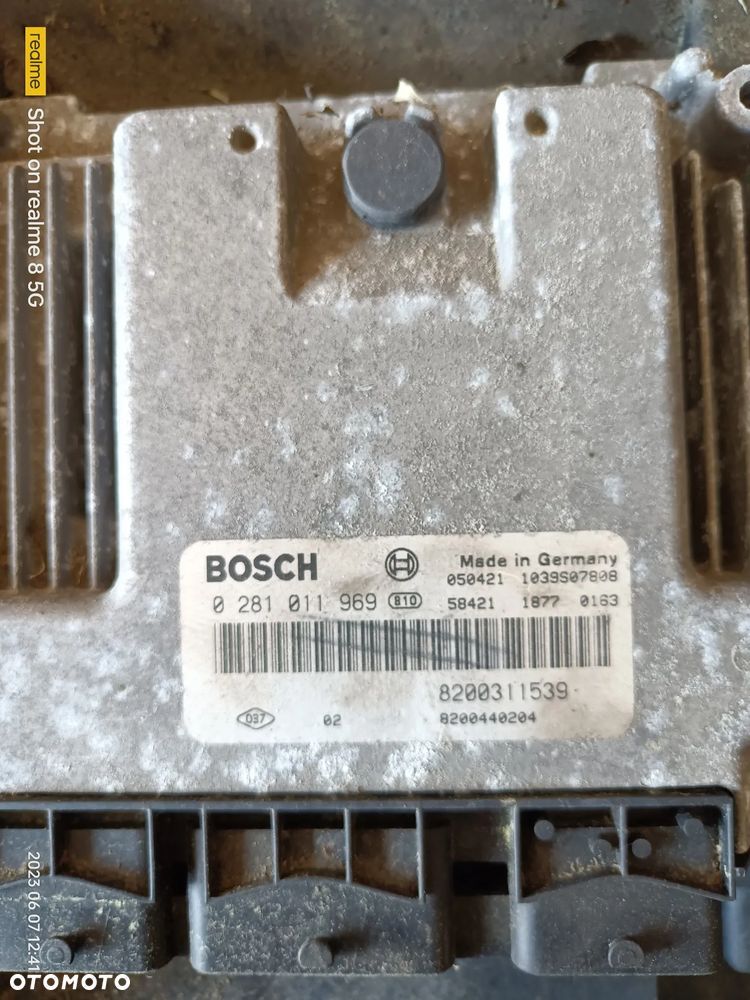 realme
Shot on realme 8 5G
BOSCH
Made in Germany
050421 1039S07808
0 281 011 969 B10 58421 1877 0163
8200311539
037 02 8200440204
2023.06.07 12:41
OTOMOTO